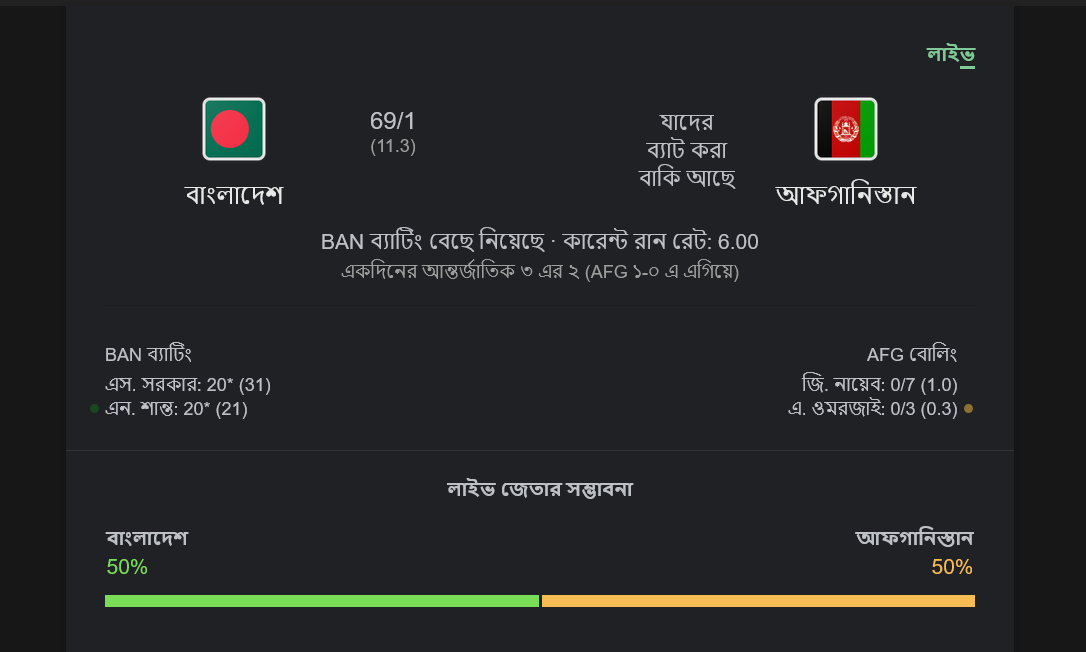 লাইভ
69/1
(11.3)
যাদের
ব্যাট করা
বাকি আছে
বাংলাদেশ
আফগানিস্তান
BAN ব্যাটিং বেছে নিয়েছে · কারেন্ট রান রেট: 6.00
একদিনের আন্তর্জাতিক ৩ এর ২ (AFG ১-০ এ এগিয়ে)
BAN ব্যাটিং
এস. সরকার: 20* (31)
এন. শান্ত: 20* (21)
AFG বোলিং
জি. নায়েব: 0/7 (1.0)
এ. ওমরজাই: 0/3 (0.3)
লাইভ জেতার সম্ভাবনা
বাংলাদেশ
50%
আফগানিস্তান
50%